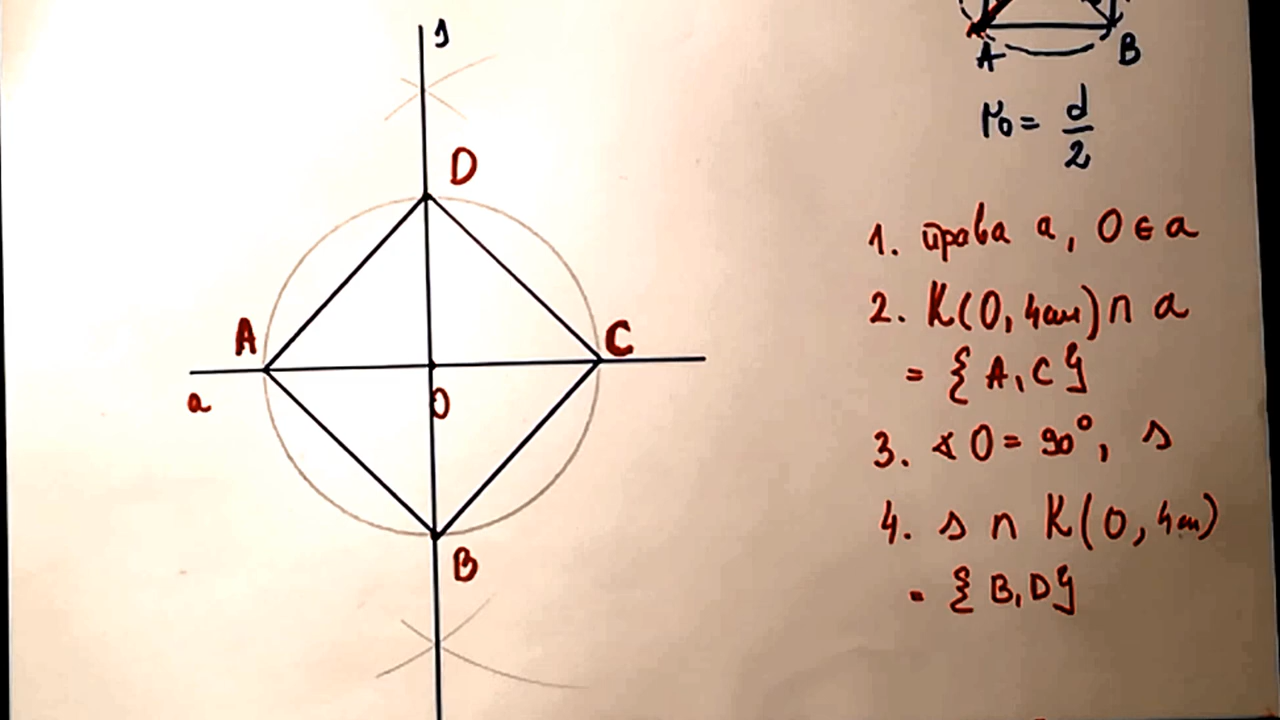 s
D
A
C
a
O
B
A B
r₀ = d/2
1. права a, O ∈ a
2. K(O, 4cm) ∩ a
= {A, C}
3. ∢O = 90°, s
4. s ∩ K(O, 4cm)
= {B, D}